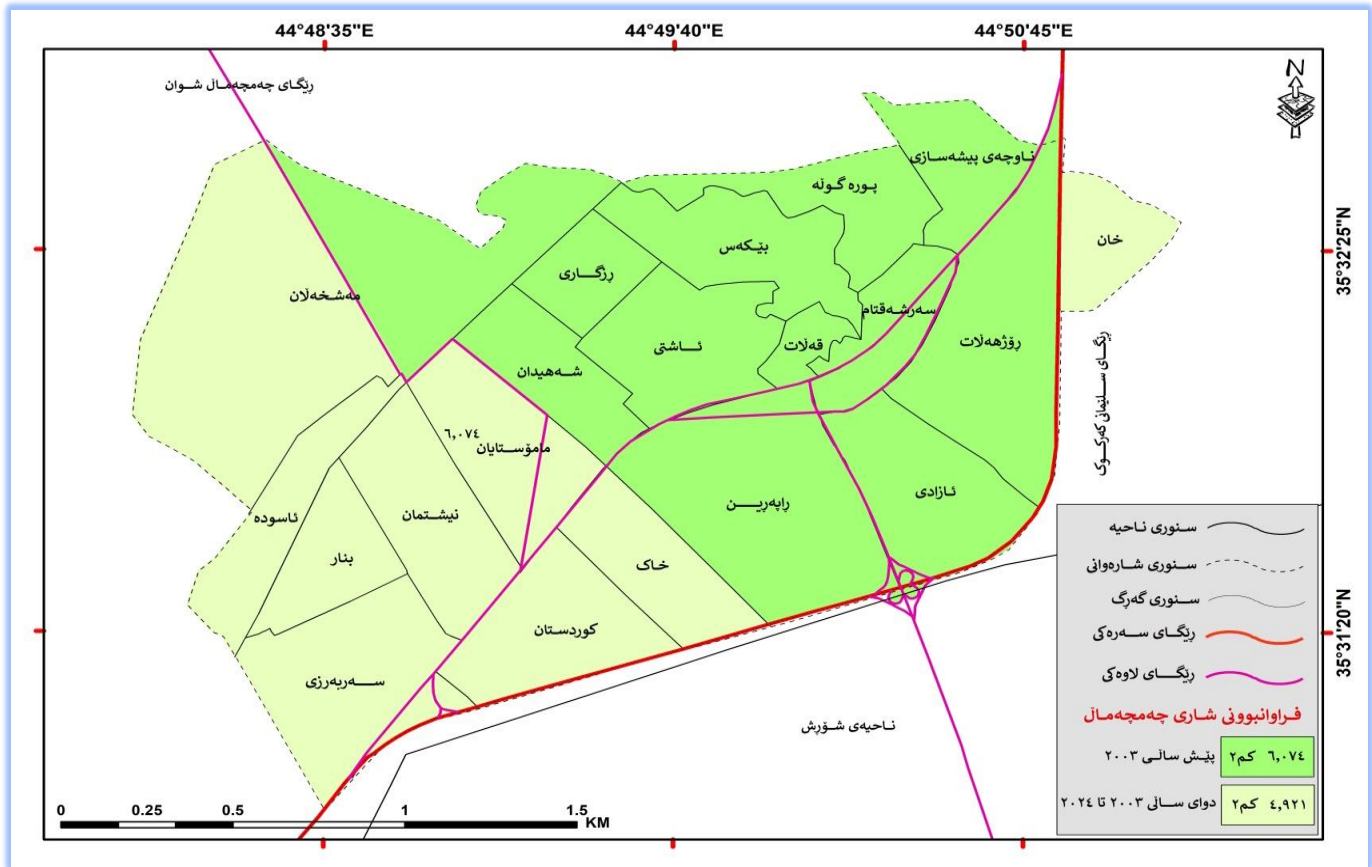 44°48'35"E
44°49'40"E
44°50'45"E
N
ڕێگای چەمچەماڵ شوان
ناوچەی پیشەسازی
پورە گوڵە
خان
35°32'25"N
بێکەس
ڕزگاری
مەشخەڵان
سەرشەقتام
قەڵات
ئاشتی
ڕۆژهەڵات
شەهیدان
ڕێگای سلێمانی کەرکوک
٦,٠٧٤
مامۆستایان
ئازادی
ڕاپەڕین
نیشتمان
ئاسودە
بنار
خاک
کوردستان
35°31'20"N
سەربەرزی
ناحیەی شۆڕش
سنوری ناحیە
سنوری شارەوانی
سنوری گەڕک
ڕێگای سەرەکی
ڕێگای لاوەکی
فراوانبوونی شاری چەمچەماڵ
٦,٠٧٤ کم٢ پێش ساڵی ٢٠٠٣
٤,٩٢١ کم٢ دوای ساڵی ٢٠٠٣ تا ٢٠٢٤
0 0.25 0.5 1 1.5
KM